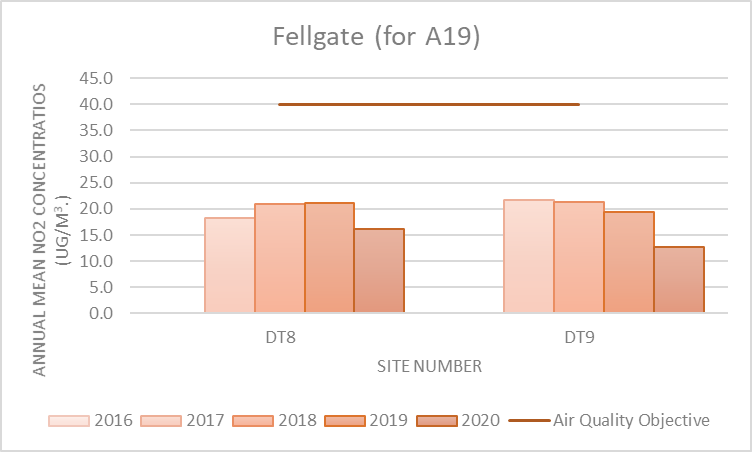 Fellgate (for A19)
ANNUAL MEAN NO2 CONCENTRATIOS
(UG/M³.)
45.0
40.0
35.0
30.0
25.0
20.0
15.0
10.0
5.0
0.0
DT8 DT9
SITE NUMBER
2016 2017 2018 2019 2020 Air Quality Objective